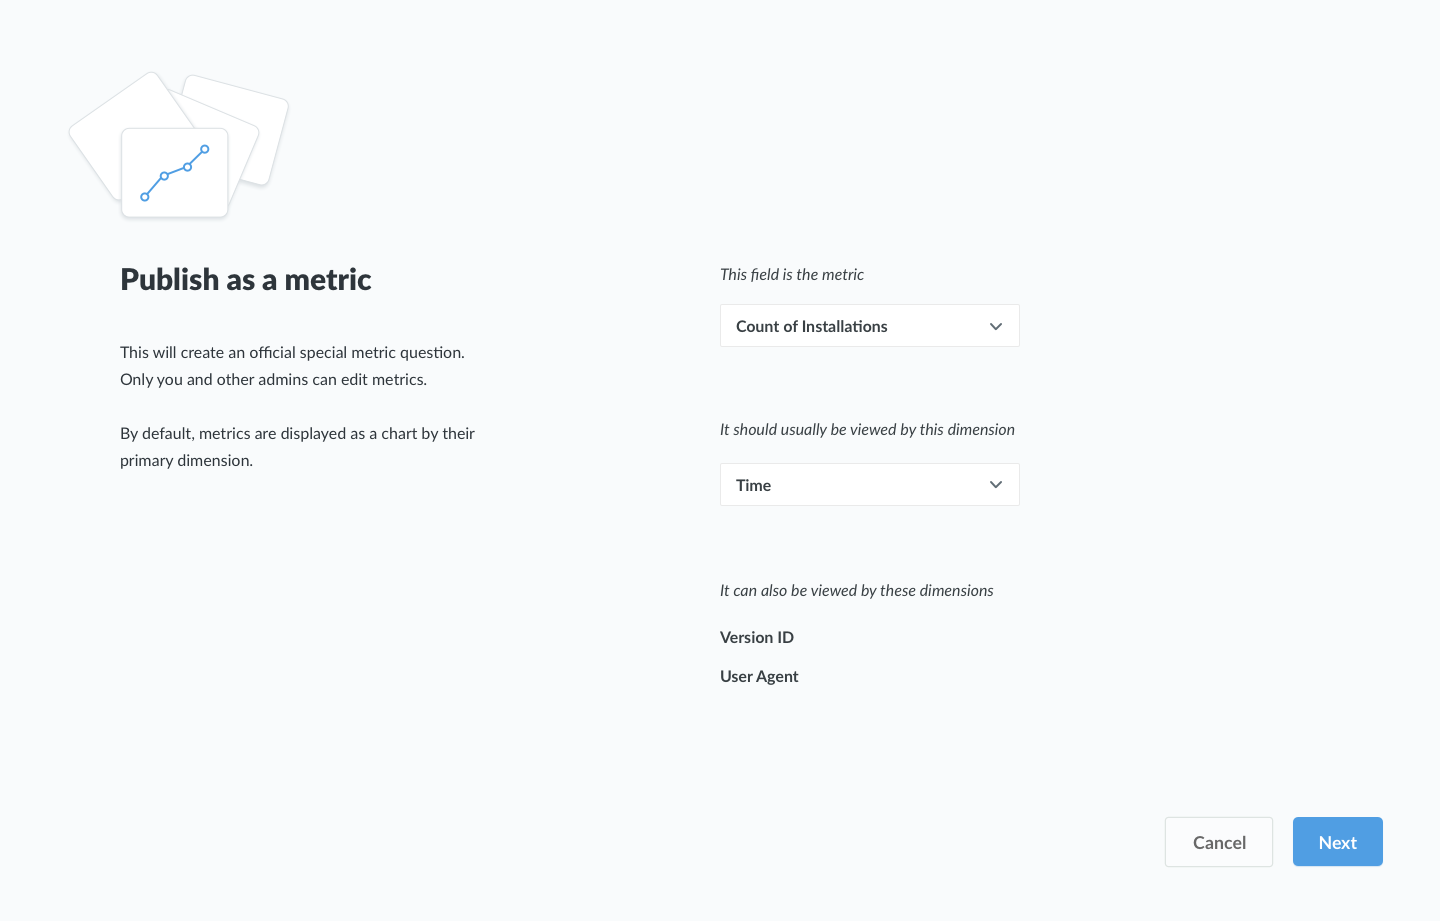 Publish as a metric
This will create an official special metric question.
Only you and other admins can edit metrics.
By default, metrics are displayed as a chart by their
primary dimension.
This field is the metric
Count of Installations
It should usually be viewed by this dimension
Time
It can also be viewed by these dimensions
Version ID
User Agent
Cancel
Next